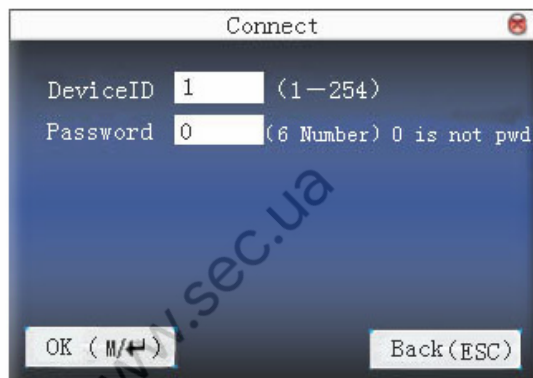 Connect
DeviceID 1 (1—254)
Password 0 (6 Number) 0 is not pwd
www.sec.ua
OK ( M/↵ ) Back(ESC)